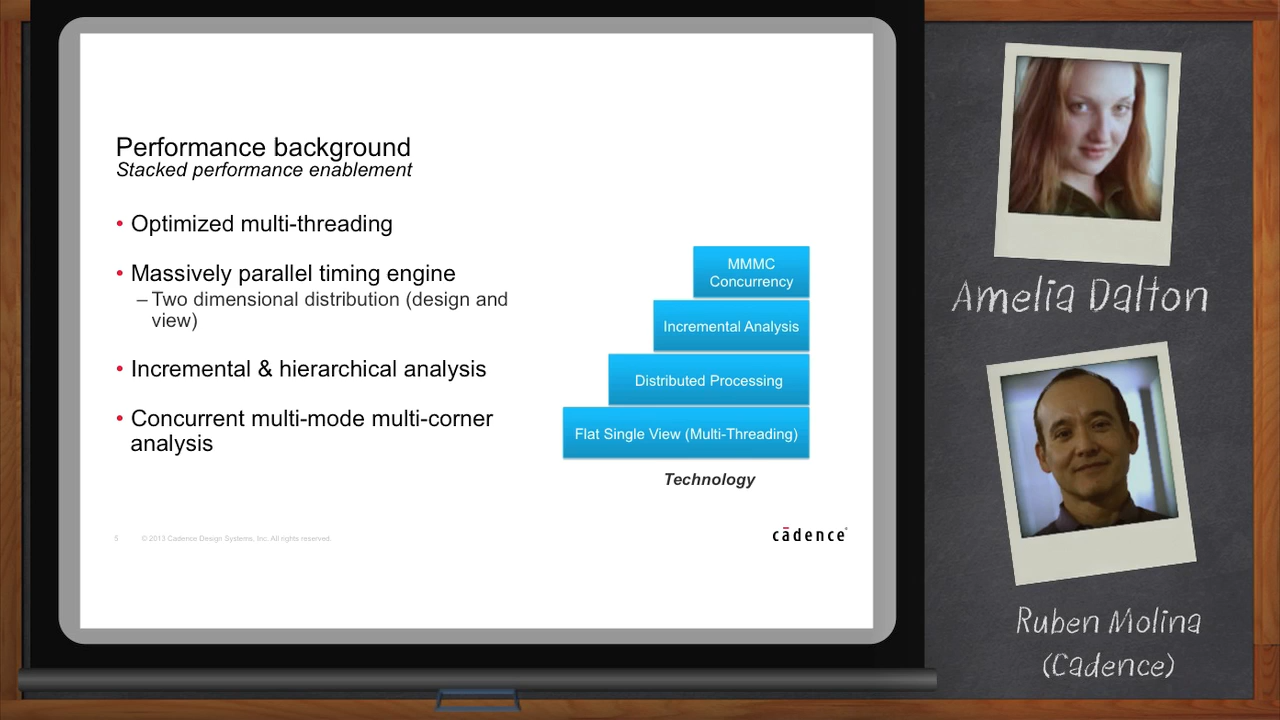 Performance background
Stacked performance enablement
• Optimized multi-threading
• Massively parallel timing engine
– Two dimensional distribution (design and
view)
• Incremental & hierarchical analysis
• Concurrent multi-mode multi-corner
analysis
MMMC
Concurrency
Incremental Analysis
Distributed Processing
Flat Single View (Multi-Threading)
Technology
5 © 2013 Cadence Design Systems, Inc. All rights reserved.
cādence®
Amelia Dalton
Ruben Molina
(Cadence)